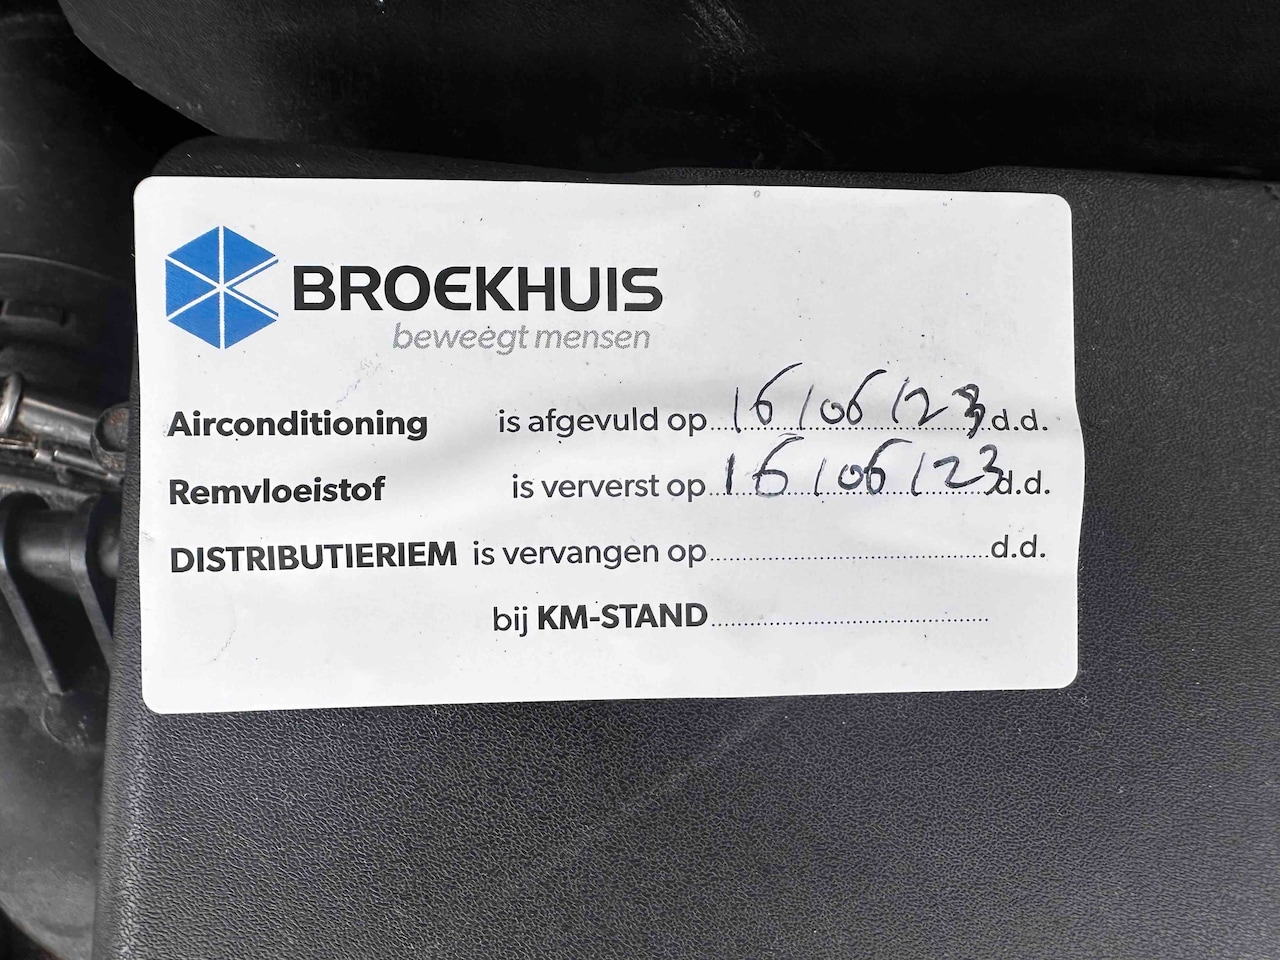 BROEKHUIS
beweegt mensen
Airconditioning is afgevuld op 16/06/23 d.d.
Remvloeistof is ververst op 16/06/23 d.d.
DISTRIBUTIERIEM is vervangen op.................... d.d.
bij KM-STAND....................